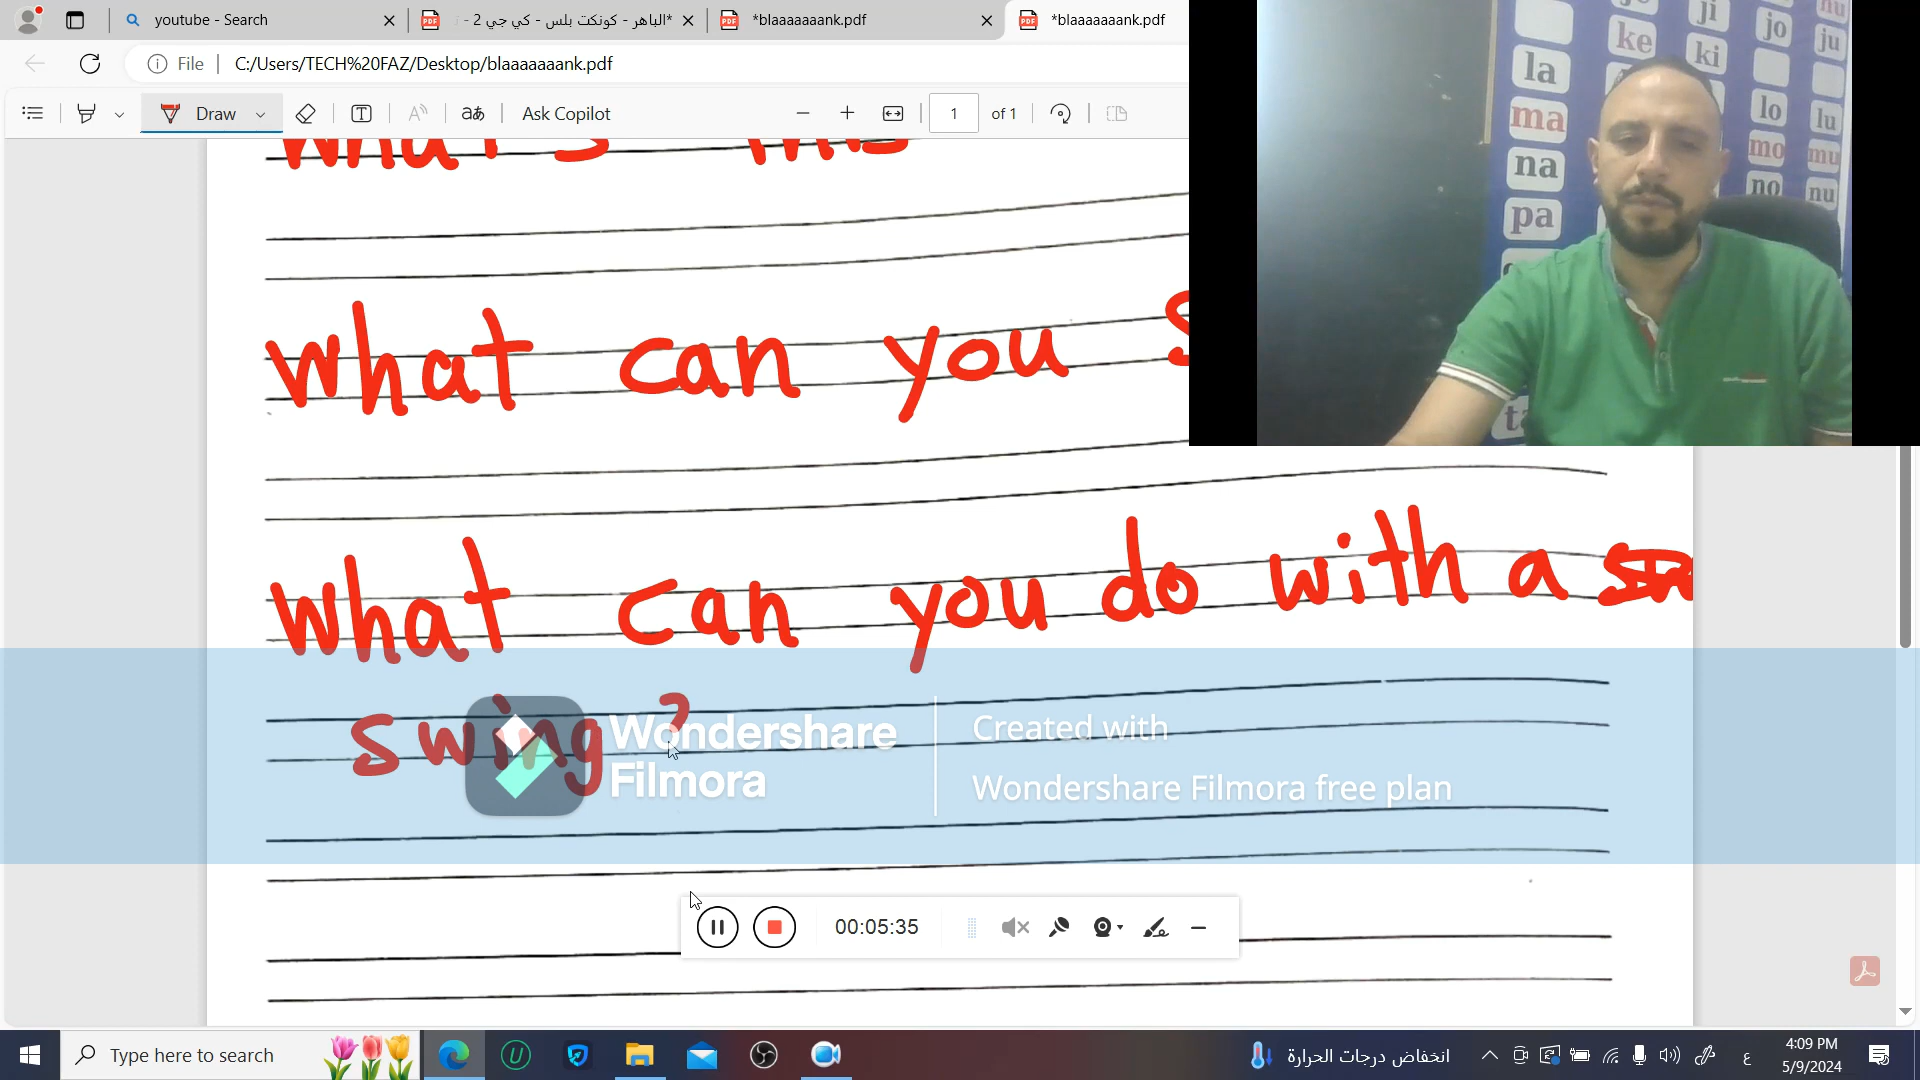 youtube - Search
*الباهر - كونكت بلس - كي جي 2 -
*blaaaaaaank.pdf
*blaaaaaaank.pdf
File
C:/Users/TECH%20FAZ/Desktop/blaaaaaaank.pdf
Draw
Ask Copilot
1
of 1
What's this
What can you s
What can you do with a
swing?
ji
jo
ju
ke
ki
la
lo
lu
ma
mo
mu
na
no
nu
pa
Wondershare
Filmora
Created with
Wondershare Filmora free plan
00:05:35
Type here to search
انخفاض درجات الحرارة
ع
4:09 PM
5/9/2024